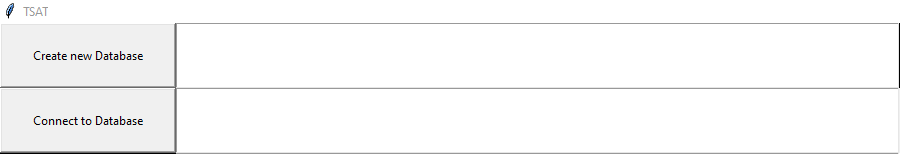 TSAT
Create new Database
Connect to Database